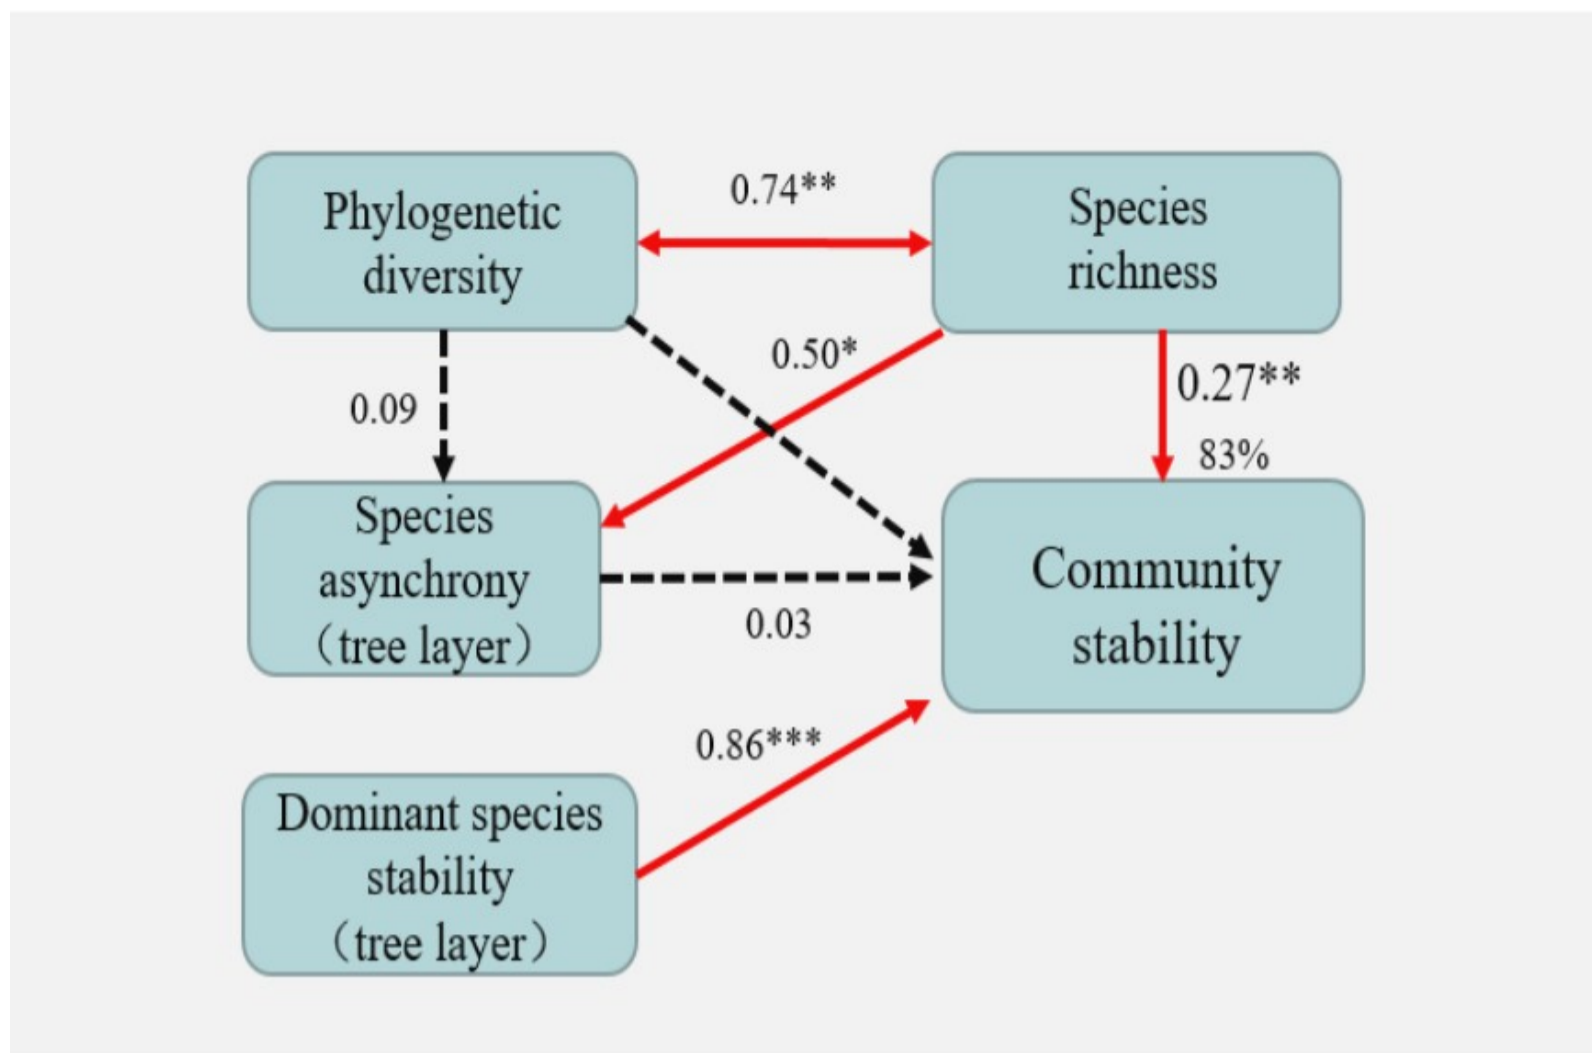 Phylogenetic
diversity
0.74**
Species
richness
0.09
0.50*
0.27**
83%
Species
asynchrony
（tree layer）
0.03
Community
stability
0.86***
Dominant species
stability
（tree layer）